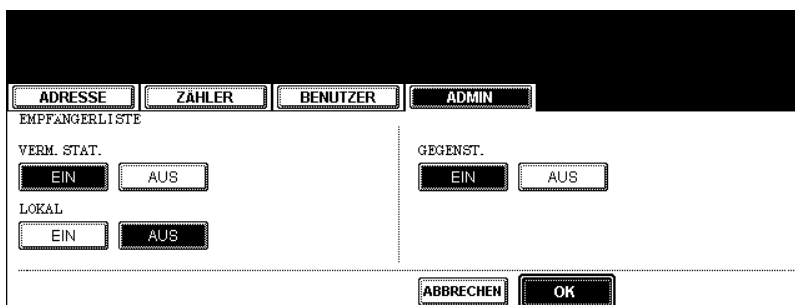 ADRESSE ZÄHLER BENUTZER ADMIN
EMPFÄNGERLISTE
VERM. STAT.
EIN AUS
LOKAL
EIN AUS
GEGENST.
EIN AUS
ABBRECHEN OK